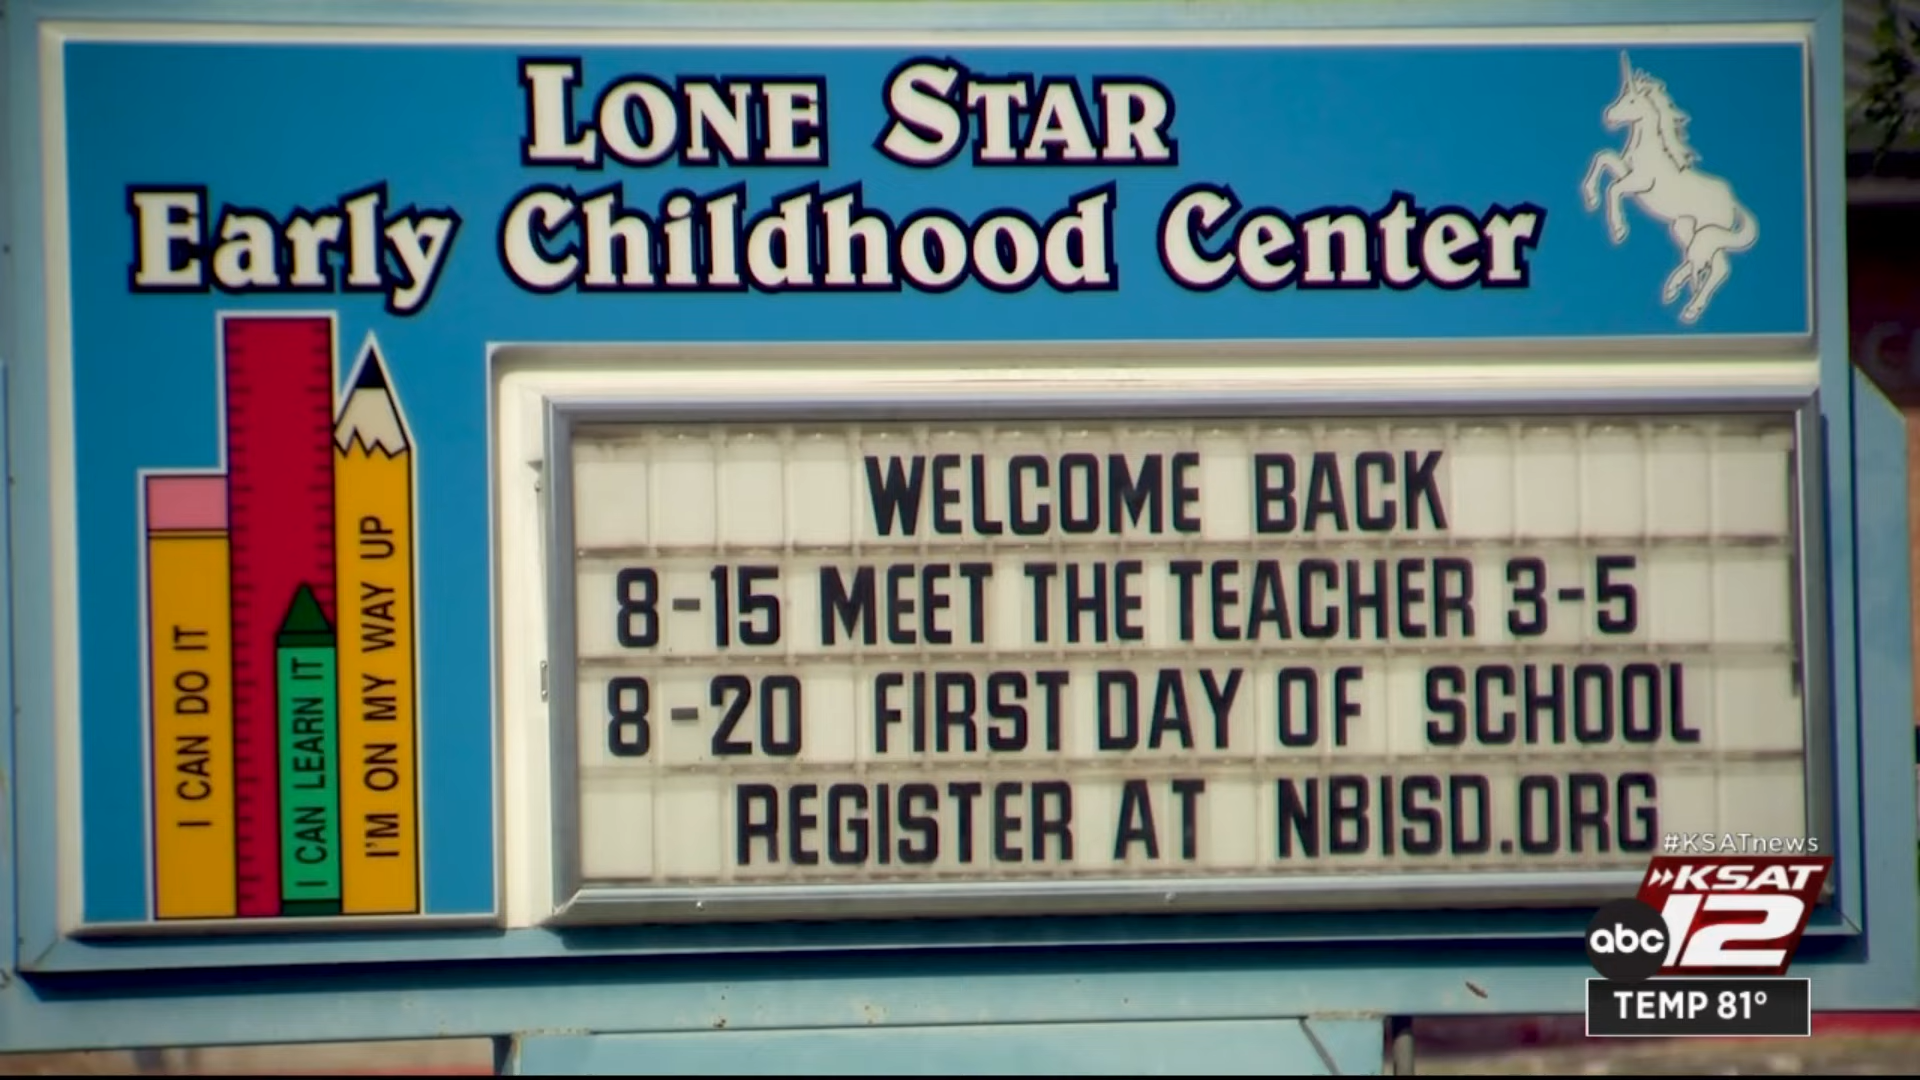 LONE STAR
Early Childhood Center
I CAN DO IT
I CAN LEARN IT
I'M ON MY WAY UP
WELCOME BACK
8-15 MEET THE TEACHER 3-5
8-20 FIRST DAY OF SCHOOL
REGISTER AT NBISD.ORG
#KSATnews
KSAT
abc 12
TEMP 81°